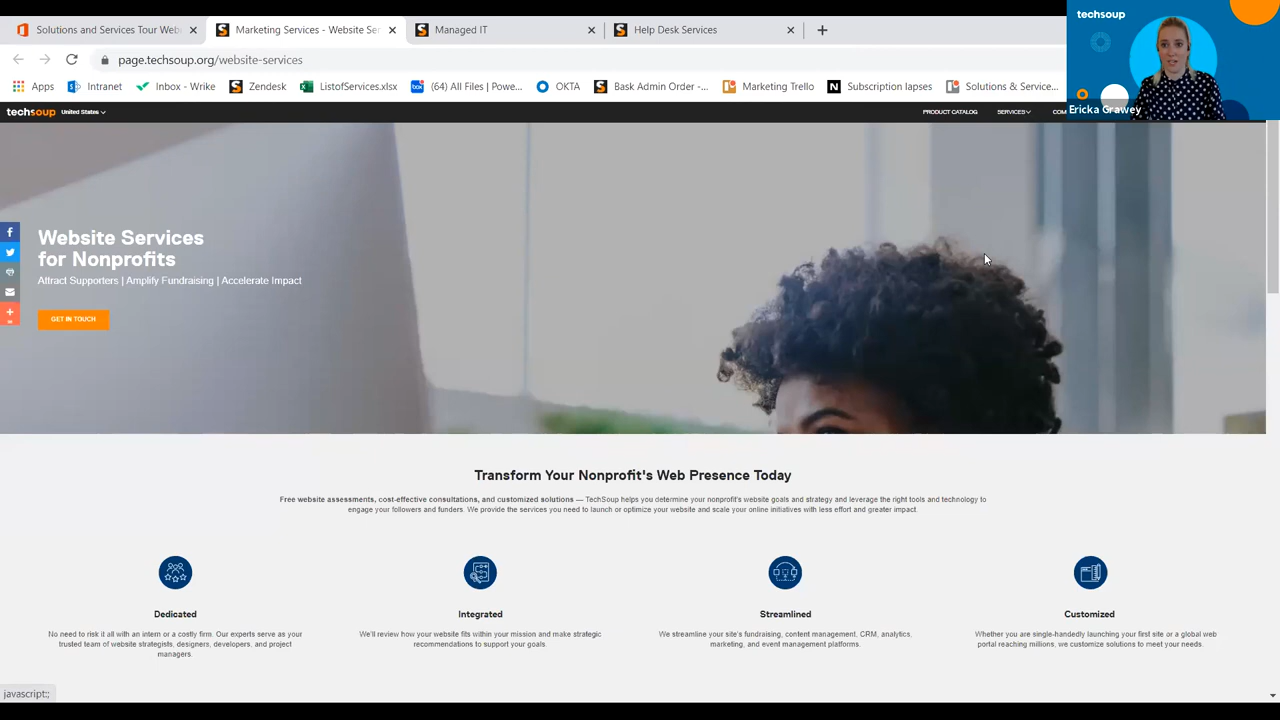 Solutions and Services Tour Web
Marketing Services - Website Ser
Managed IT
Help Desk Services
page.techsoup.org/website-services
Apps
Intranet
Inbox - Wrike
Zendesk
ListofServices.xlsx
(64) All Files | Powe...
OKTA
Bask Admin Order -...
Marketing Trello
Subscription lapses
Solutions & Service...
techsoup
Ericka Grawey
techsoup
United States
PRODUCT CATALOG
SERVICES
COM
Website Services
for Nonprofits
Attract Supporters | Amplify Fundraising | Accelerate Impact
GET IN TOUCH
Transform Your Nonprofit's Web Presence Today
Free website assessments, cost-effective consultations, and customized solutions — TechSoup helps you determine your nonprofit's website goals and strategy and leverage the right tools and technology to
engage your followers and funders. We provide the services you need to launch or optimize your website and scale your online initiatives with less effort and greater impact.
Dedicated
No need to risk it all with an intern or a costly firm. Our experts serve as your
trusted team of website strategists, designers, developers, and project
managers.
Integrated
We'll review how your website fits within your mission and make strategic
recommendations to support your goals.
Streamlined
We streamline your site's fundraising, content management, CRM, analytics,
marketing, and event management platforms.
Customized
Whether you are single-handedly launching your first site or a global web
portal reaching millions, we customize solutions to meet your needs.
javascript:;